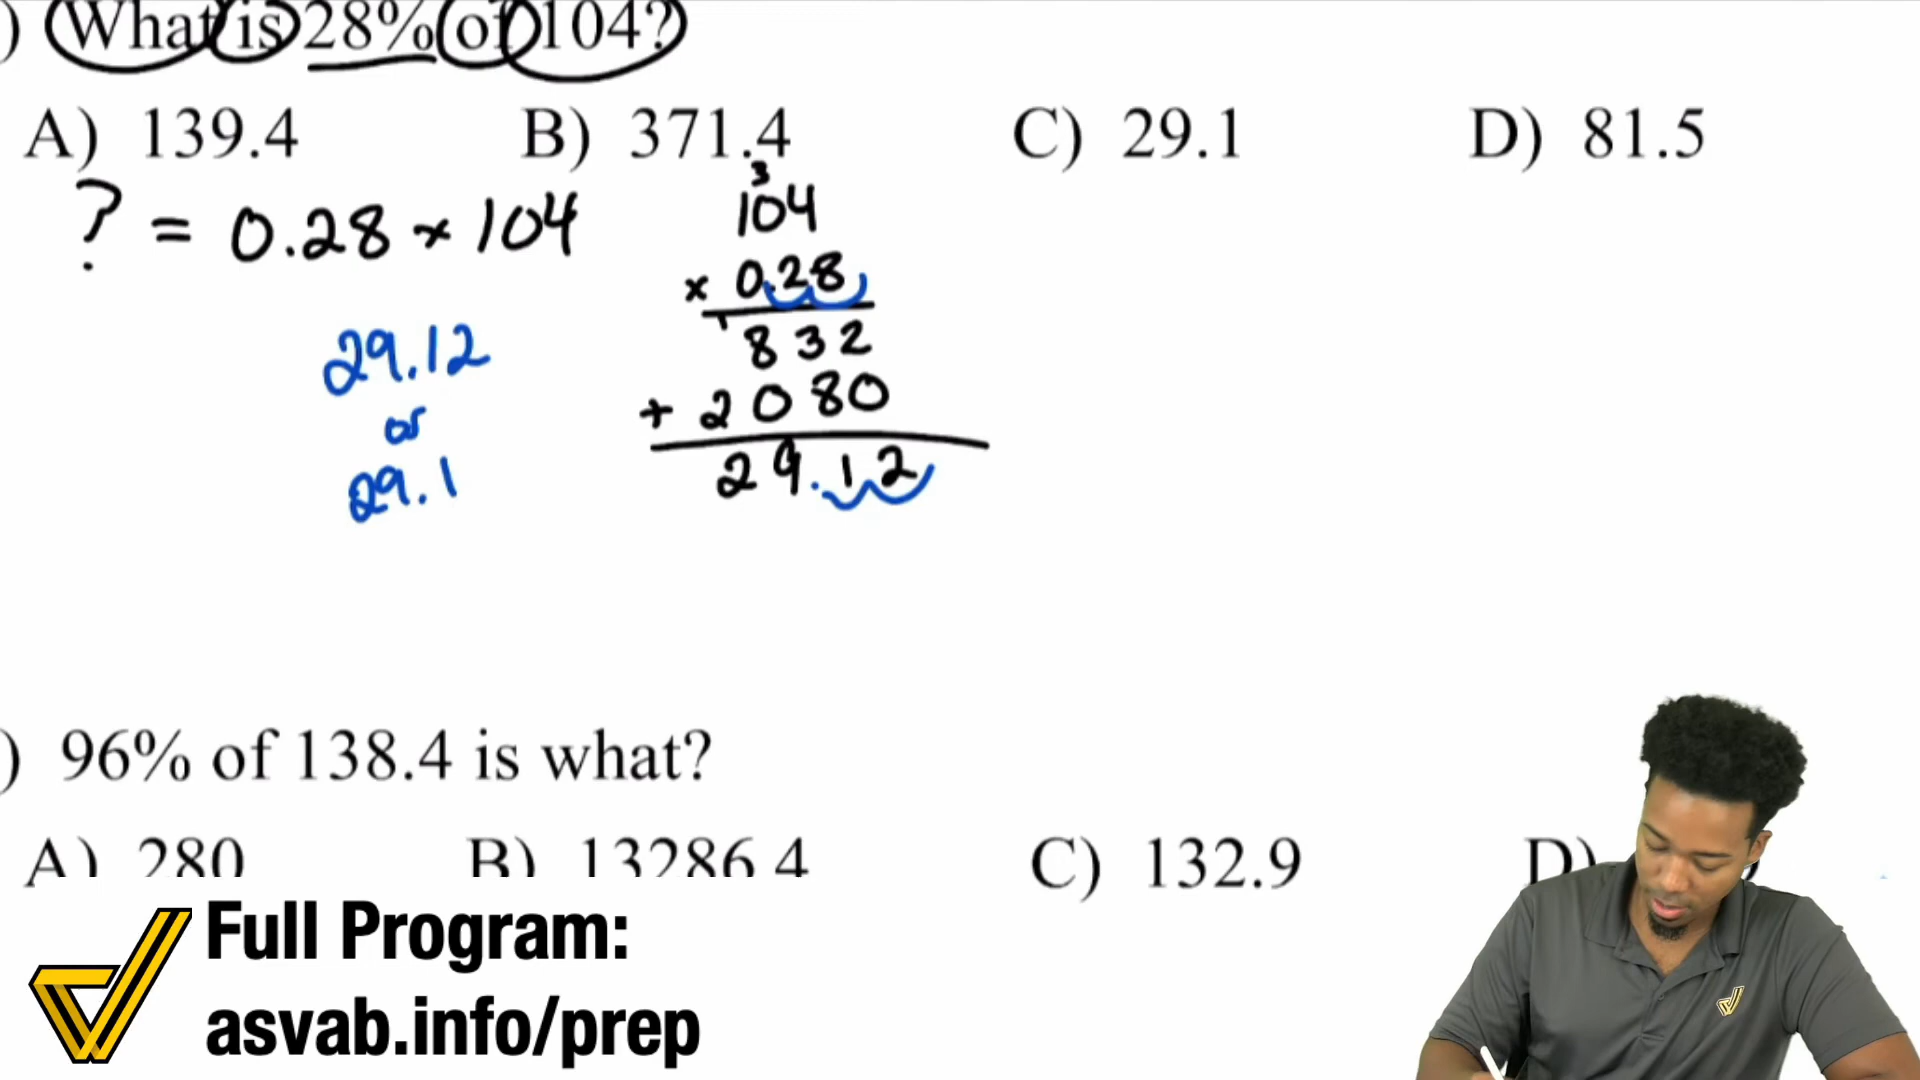 ) What is 28% of 104?
A) 139.4 B) 371.4 C) 29.1 D) 81.5
? = 0.28 × 104
3
104
× 0.28
1
832
+ 2080
29.12
29.12
or
29.1
) 96% of 138.4 is what?
A) 280 B) 13286.4 C) 132.9 D)
Full Program:
asvab.info/prep